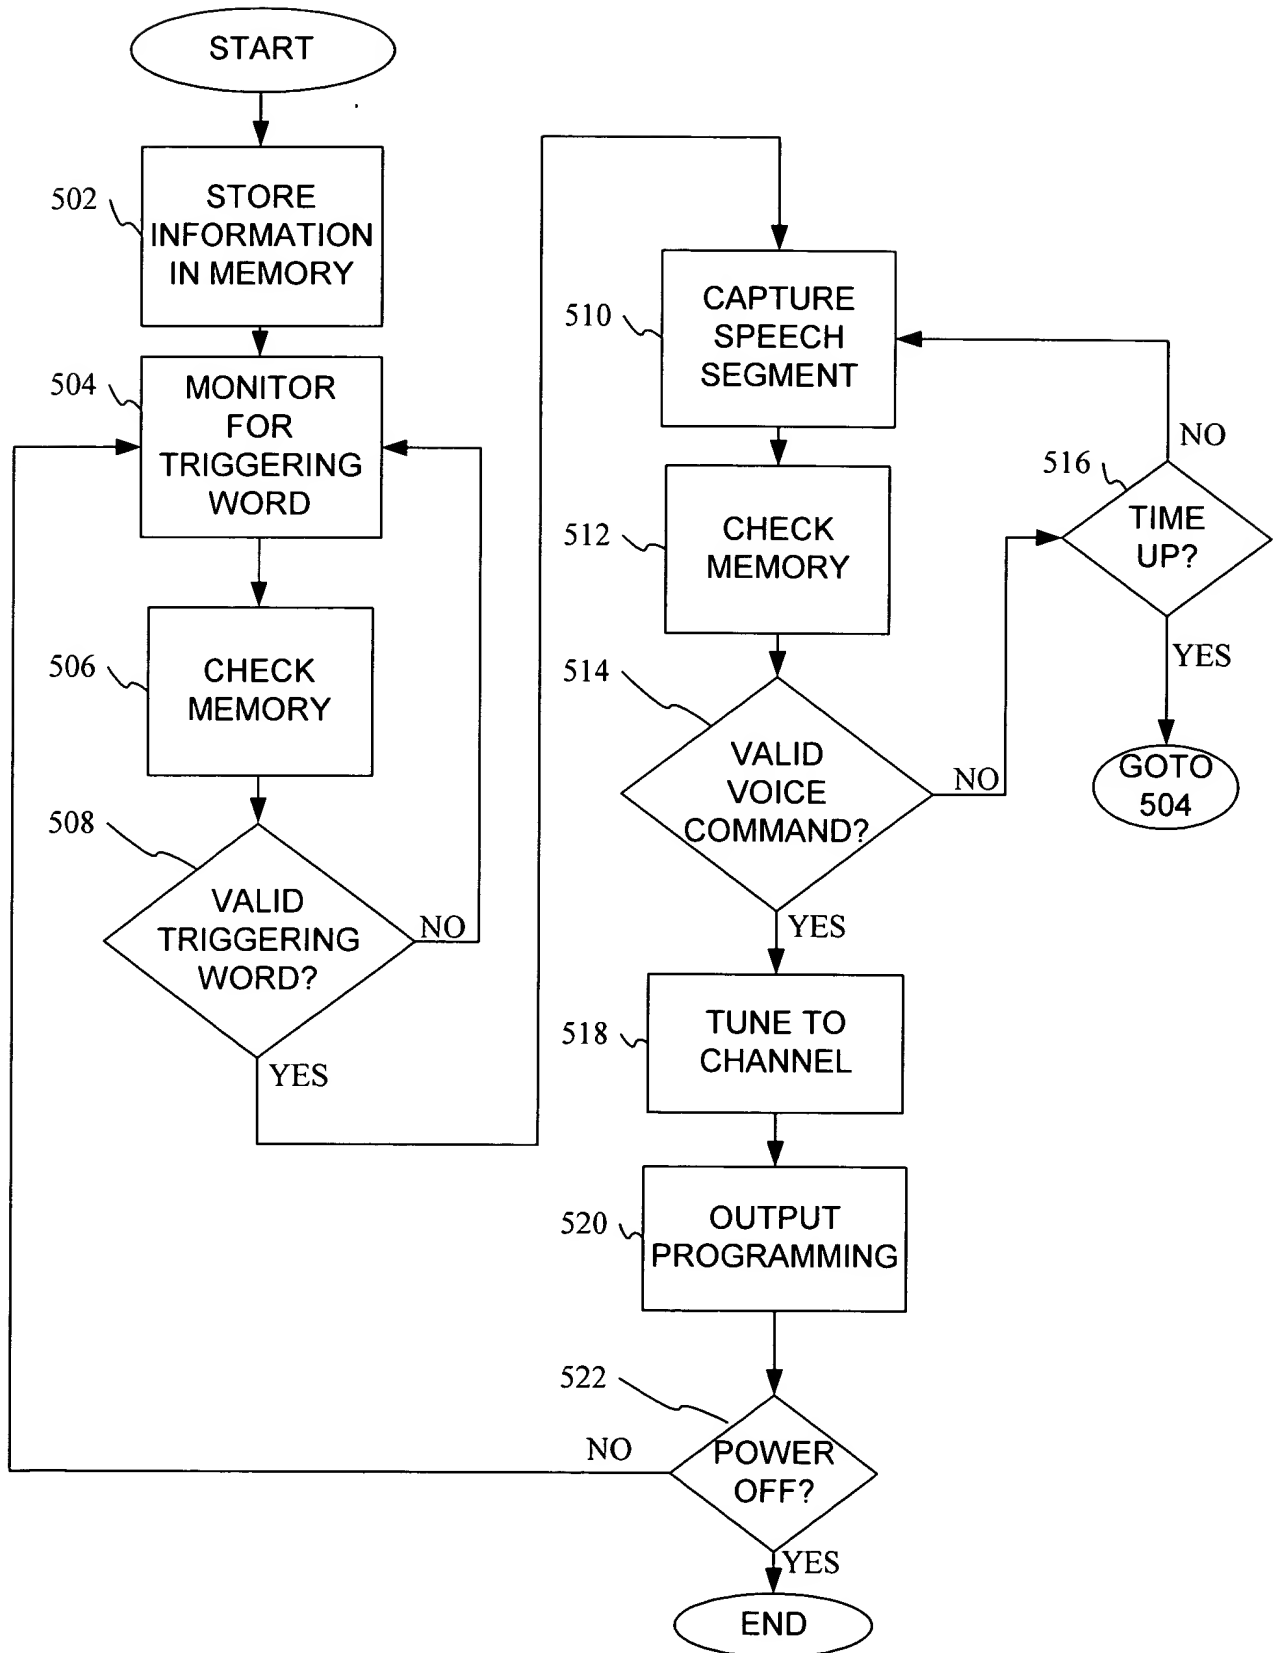 START
502
STORE
INFORMATION
IN MEMORY
504
MONITOR
FOR
TRIGGERING
WORD
506
CHECK
MEMORY
508
VALID
TRIGGERING
WORD?
NO
YES
510
CAPTURE
SPEECH
SEGMENT
512
CHECK
MEMORY
514
VALID
VOICE
COMMAND?
NO
YES
516
TIME
UP?
NO
YES
GOTO
504
518
TUNE TO
CHANNEL
520
OUTPUT
PROGRAMMING
522
POWER
OFF?
NO
YES
END